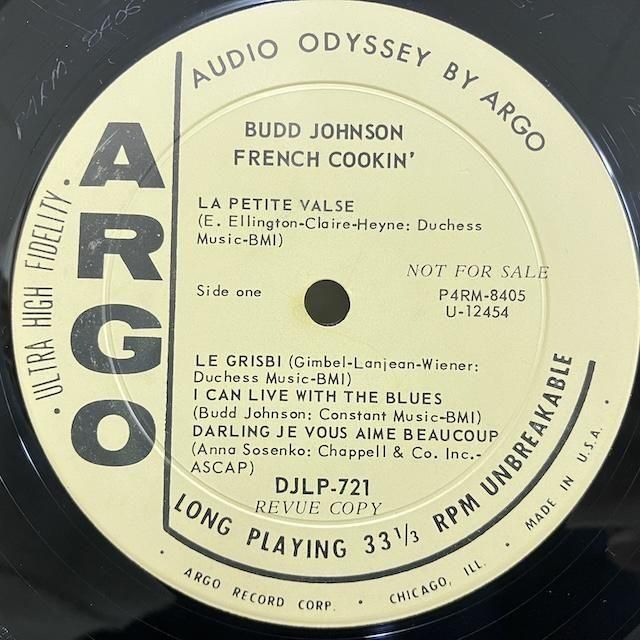 AUDIO ODYSSEY BY ARGO
ARGO
· ULTRA HIGH FIDELITY ·
BUDD JOHNSON
FRENCH COOKIN'
LA PETITE VALSE
(E. Ellington-Claire-Heyne: Duchess
Music-BMI)
NOT FOR SALE
Side one
P4RM-8405
U-12454
LE GRISBI (Gimbel-Lanjean-Wiener:
Duchess Music-BMI)
I CAN LIVE WITH THE BLUES
(Budd Johnson: Constant Music-BMI)
DARLING JE VOUS AIME BEAUCOUP
(Anna Sosenko: Chappell & Co. Inc.-
ASCAP)
DJLP-721
REVUE COPY
LONG PLAYING 33 1/3 RPM UNBREAKABLE
· ARGO RECORD CORP. · CHICAGO, ILL. · MADE IN U.S.A. ·
P4RM-8405